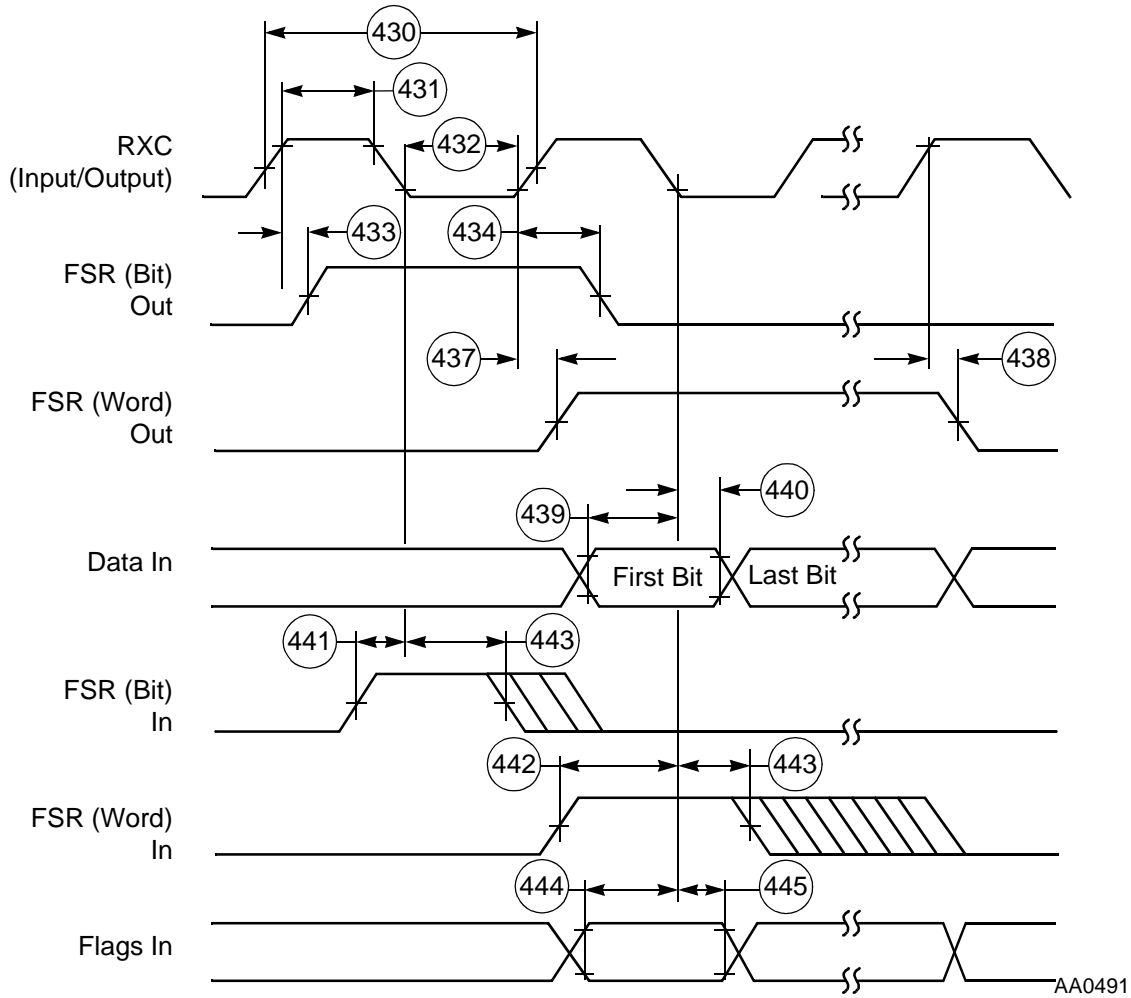 430
431
RXC
(Input/Output)
432
433
434
FSR (Bit)
Out
437
438
FSR (Word)
Out
439
440
Data In
First Bit
Last Bit
441
443
FSR (Bit)
In
442
443
FSR (Word)
In
444
445
Flags In
AA0491